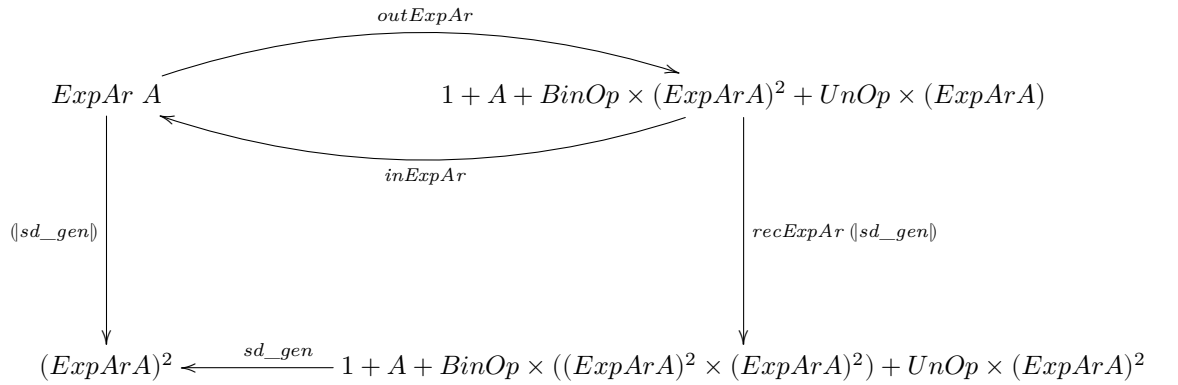 outExpAr
ExpAr A
1 + A + BinOp × (ExpArA)² + UnOp × (ExpArA)
inExpAr
⦇sd_gen⦈
recExpAr ⦇sd_gen⦈
(ExpArA)²
sd_gen
1 + A + BinOp × ((ExpArA)² × (ExpArA)²) + UnOp × (ExpArA)²